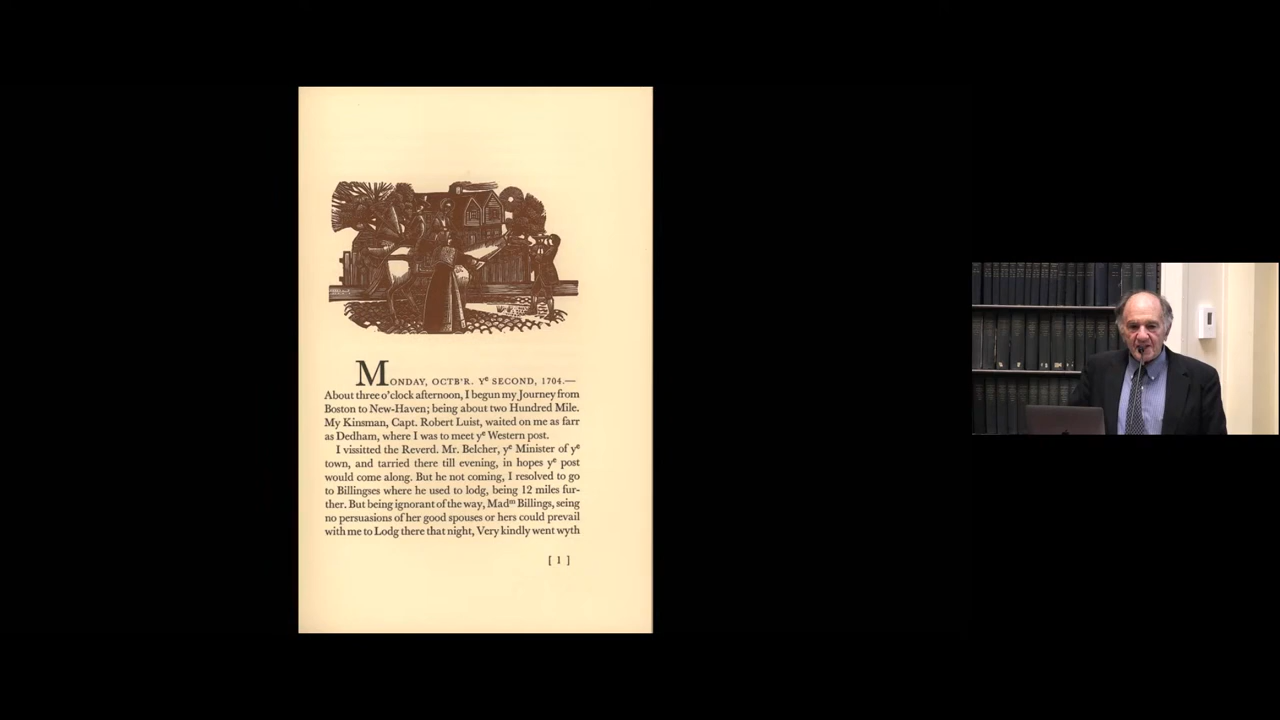 MONDAY, OCTB'R. Yᵉ SECOND, 1704.—
About three o'clock afternoon, I begun my Journey from
Boston to New-Haven; being about two Hundred Mile.
My Kinsman, Capt. Robert Luist, waited on me as farr
as Dedham, where I was to meet yᵉ Western post.
I vissitted the Reverd. Mr. Belcher, yᵉ Minister of yᵉ
town, and tarried there till evening, in hopes yᵉ post
would come along. But he not coming, I resolved to go
to Billingses where he used to lodg, being 12 miles fur-
ther. But being ignorant of the way, Madᵐ Billings, seing
no persuasions of her good spouses or hers could prevail
with me to Lodg there that night, Very kindly went wyth
[ 1 ]